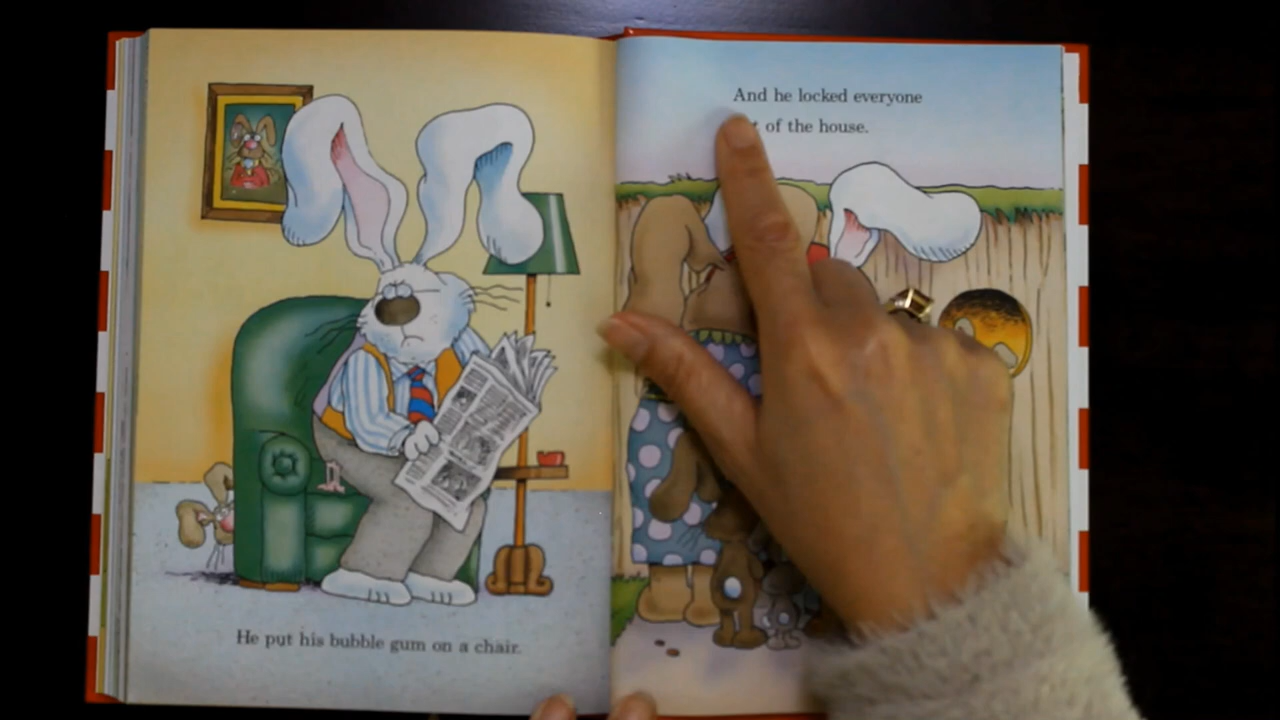 He put his bubble gum on a chair.
And he locked everyone
of the house.